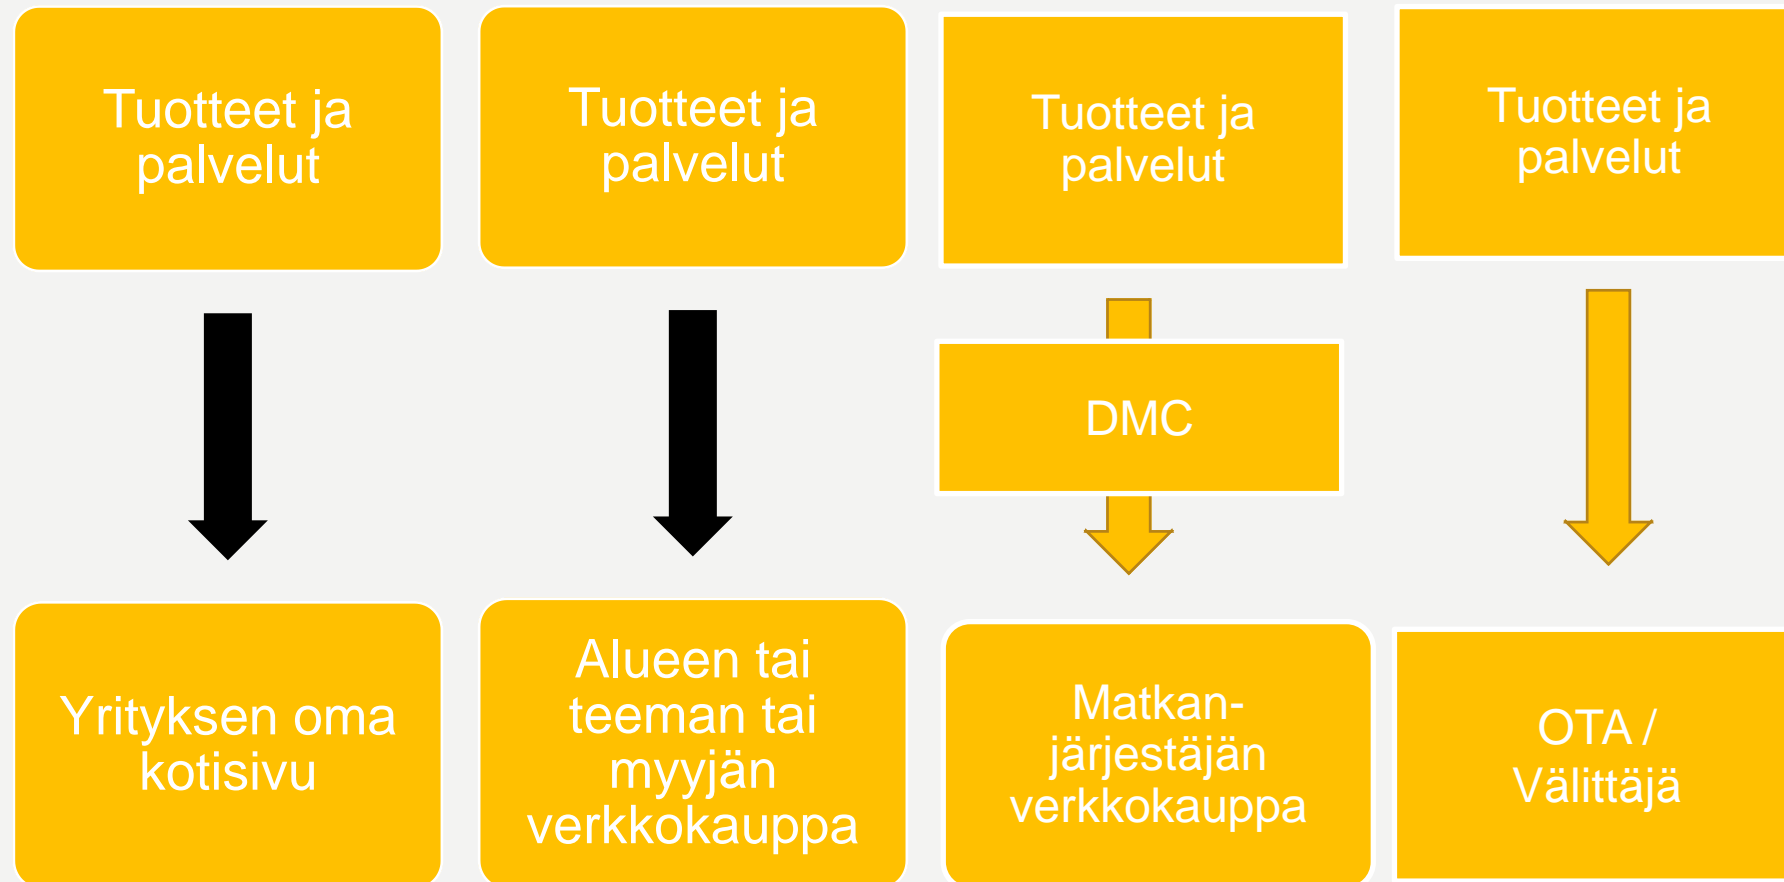 Tuotteet ja
palvelut
Tuotteet ja
palvelut
Tuotteet ja
palvelut
Tuotteet ja
palvelut
DMC
Yrityksen oma
kotisivu
Alueen tai
teeman tai
myyjän
verkkokauppa
Matkan-
järjestäjän
verkkokauppa
OTA /
Välittäjä